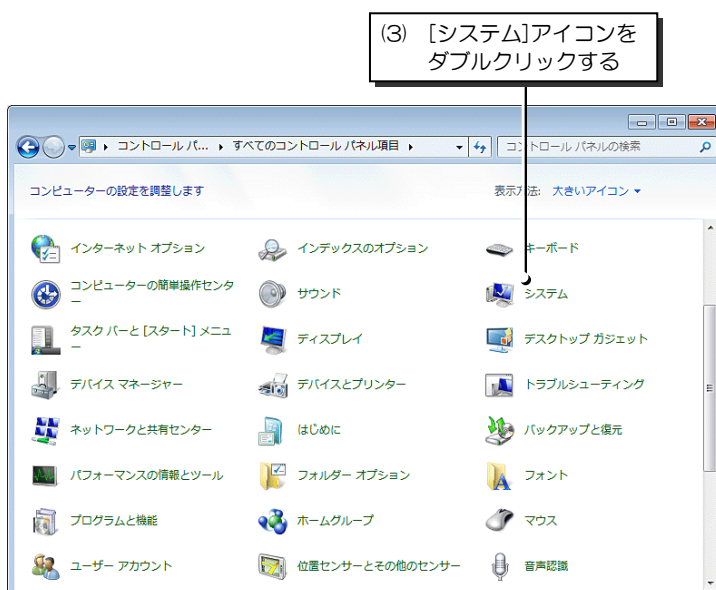 (3) [システム]アイコンを
ダブルクリックする
コントロール パ... すべてのコントロール パネル項目
コントロール パネルの検索
コンピューターの設定を調整します
表示方法: 大きいアイコン
インターネット オプション
インデックスのオプション
キーボード
コンピューターの簡単操作センタ
ー
サウンド
システム
タスク バーと [スタート] メニュ
ー
ディスプレイ
デスクトップ ガジェット
デバイス マネージャー
デバイスとプリンター
トラブルシューティング
ネットワークと共有センター
はじめに
バックアップと復元
パフォーマンスの情報とツール
フォルダー オプション
フォント
プログラムと機能
ホームグループ
マウス
ユーザー アカウント
位置センサーとその他のセンサー
音声認識